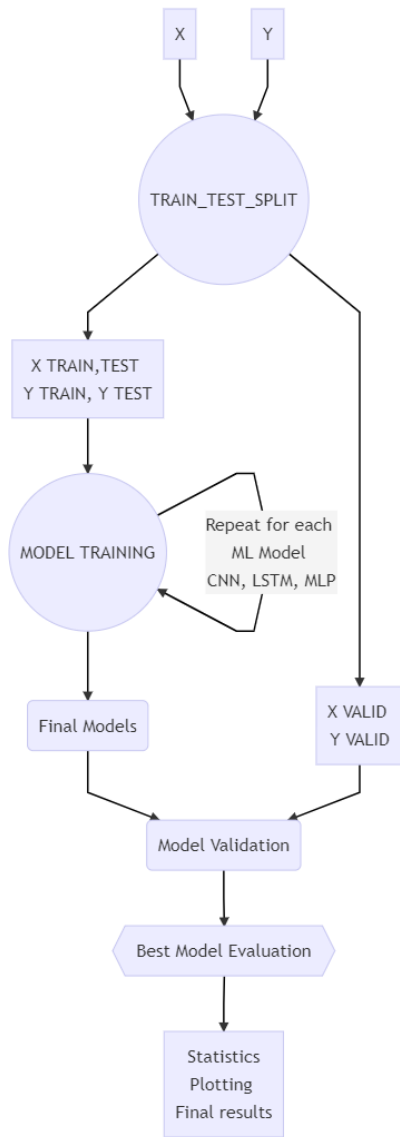 X
Y
TRAIN_TEST_SPLIT
X TRAIN,TEST
Y TRAIN, Y TEST
MODEL TRAINING
Repeat for each
ML Model
CNN, LSTM, MLP
Final Models
X VALID
Y VALID
Model Validation
Best Model Evaluation
Statistics
Plotting
Final results